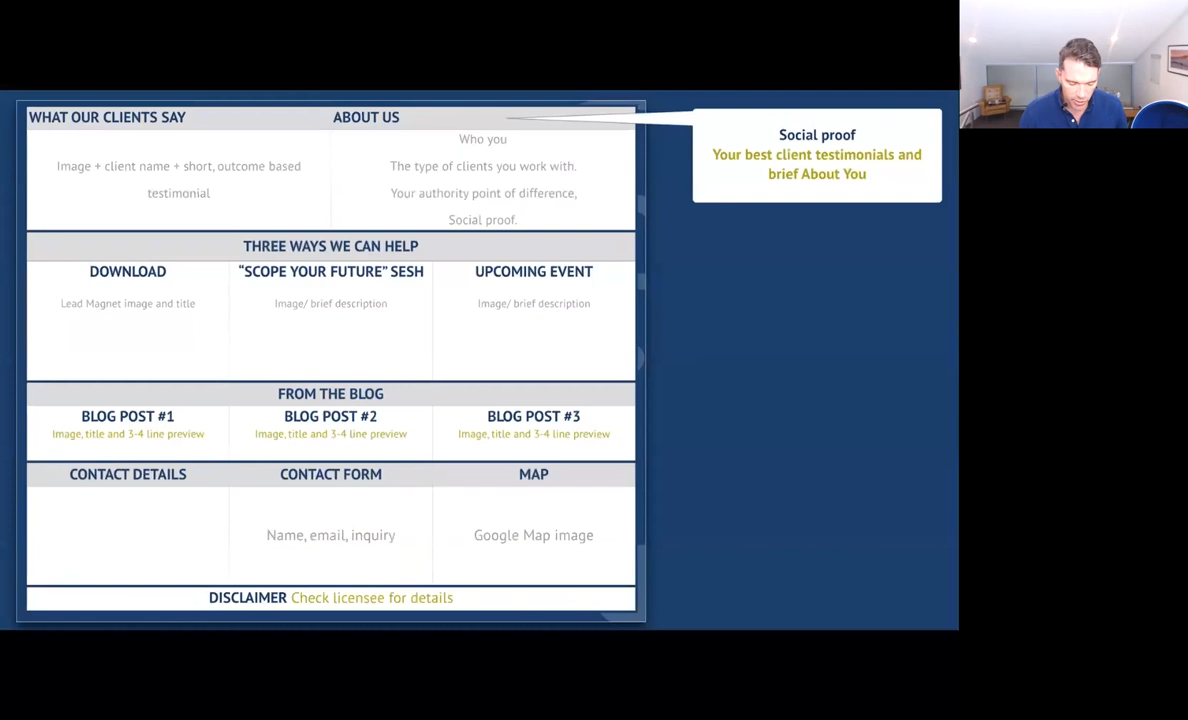 WHAT OUR CLIENTS SAY
Image + client name + short, outcome based
testimonial
ABOUT US
Who you
The type of clients you work with.
Your authority point of difference,
Social proof.
Social proof
Your best client testimonials and
brief About You
THREE WAYS WE CAN HELP
DOWNLOAD
Lead Magnet image and title
“SCOPE YOUR FUTURE” SESH
Image/ brief description
UPCOMING EVENT
Image/ brief description
FROM THE BLOG
BLOG POST #1
Image, title and 3-4 line preview
BLOG POST #2
Image, title and 3-4 line preview
BLOG POST #3
Image, title and 3-4 line preview
CONTACT DETAILS
CONTACT FORM
Name, email, inquiry
MAP
Google Map image
DISCLAIMER Check licensee for details